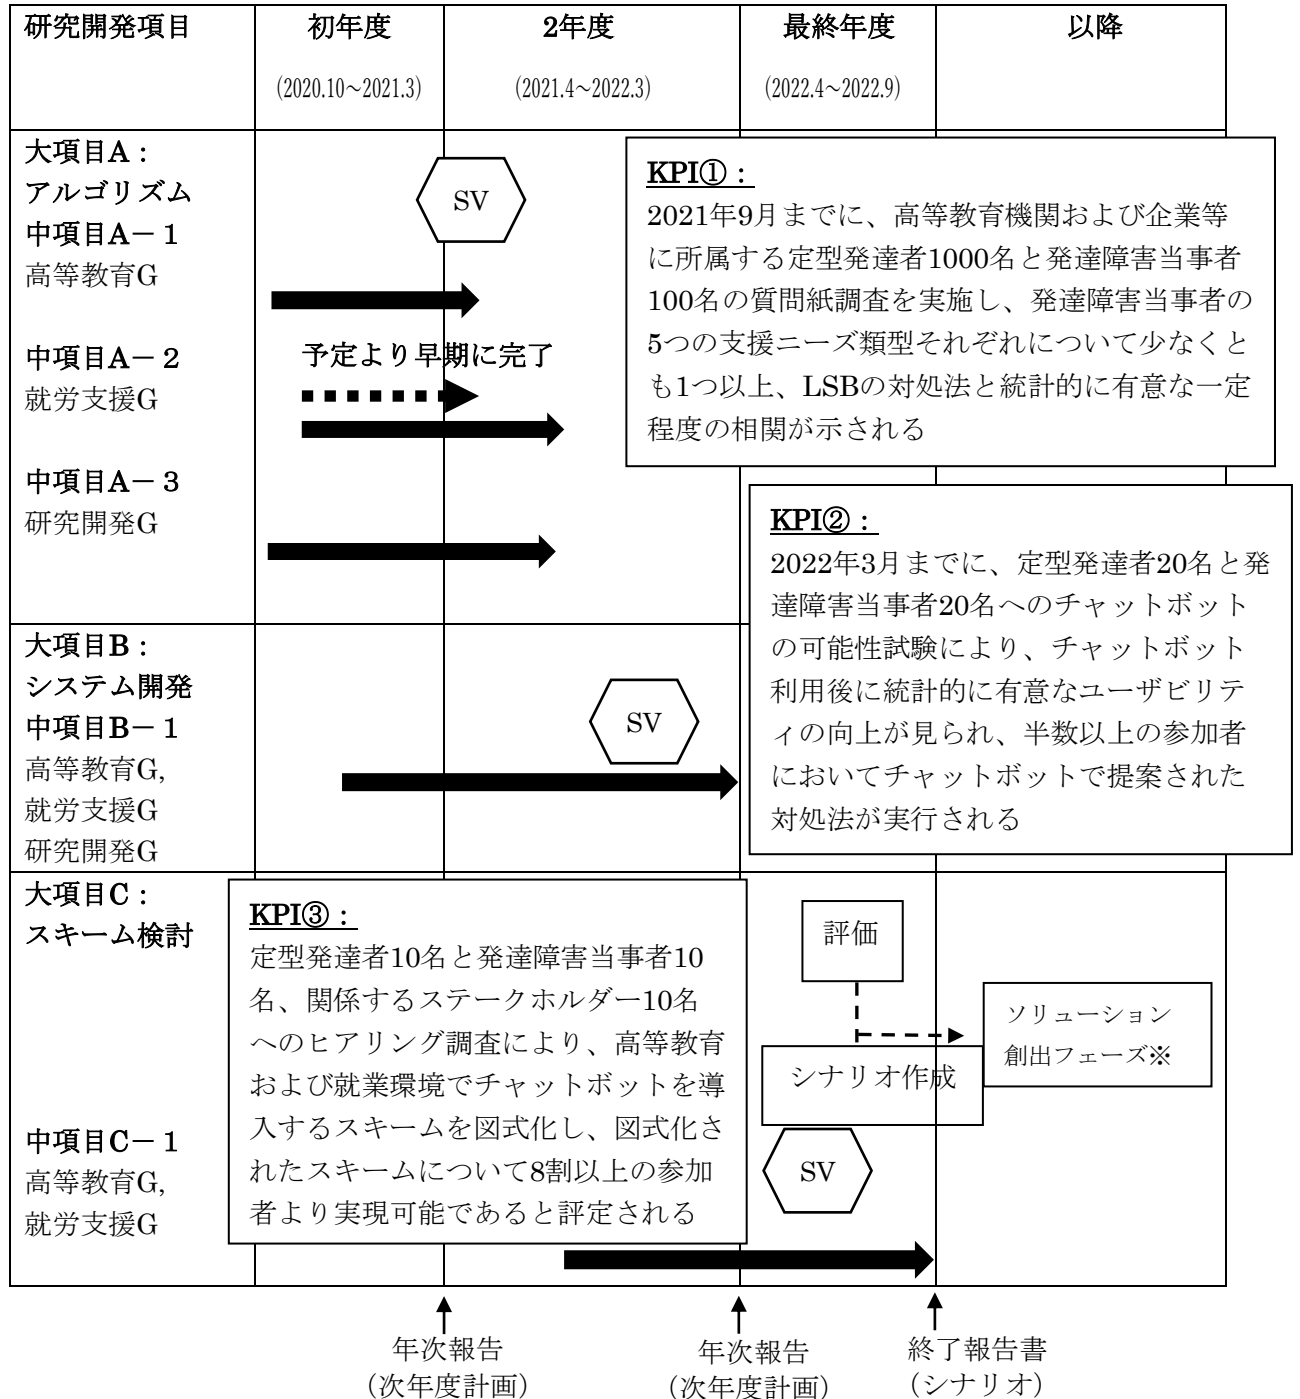 研究開発項目
初年度
2年度
最終年度
以降
(2020.10~2021.3)
(2021.4~2022.3)
(2022.4~2022.9)
大項目A：
アルゴリズム
中項目A－１
高等教育G
SV
中項目A－２
就労支援G
予定より早期に完了
中項目A－３
研究開発G
KPI①：
2021年9月までに、高等教育機関および企業等
に所属する定型発達者1000名と発達障害当事者
100名の質問紙調査を実施し、発達障害当事者の
5つの支援ニーズ類型それぞれについて少なくと
も1つ以上、LSBの対処法と統計的に有意な一定
程度の相関が示される
KPI②：
2022年3月までに、定型発達者20名と発
達障害当事者20名へのチャットボット
の可能性試験により、チャットボット
利用後に統計的に有意なユーザビリテ
ィの向上が見られ、半数以上の参加者
においてチャットボットで提案された
対処法が実行される
大項目B：
システム開発
中項目B－１
高等教育G,
就労支援G
研究開発G
SV
大項目C：
スキーム検討
中項目C－１
高等教育G,
就労支援G
KPI③：
定型発達者10名と発達障害当事者10
名、関係するステークホルダー10名
へのヒアリング調査により、高等教育
および就業環境でチャットボットを導
入するスキームを図式化し、図式化さ
れたスキームについて8割以上の参加
者より実現可能であると評定される
評価
シナリオ作成
ソリューション
創出フェーズ※
SV
年次報告
（次年度計画）
年次報告
（次年度計画）
終了報告書
（シナリオ）